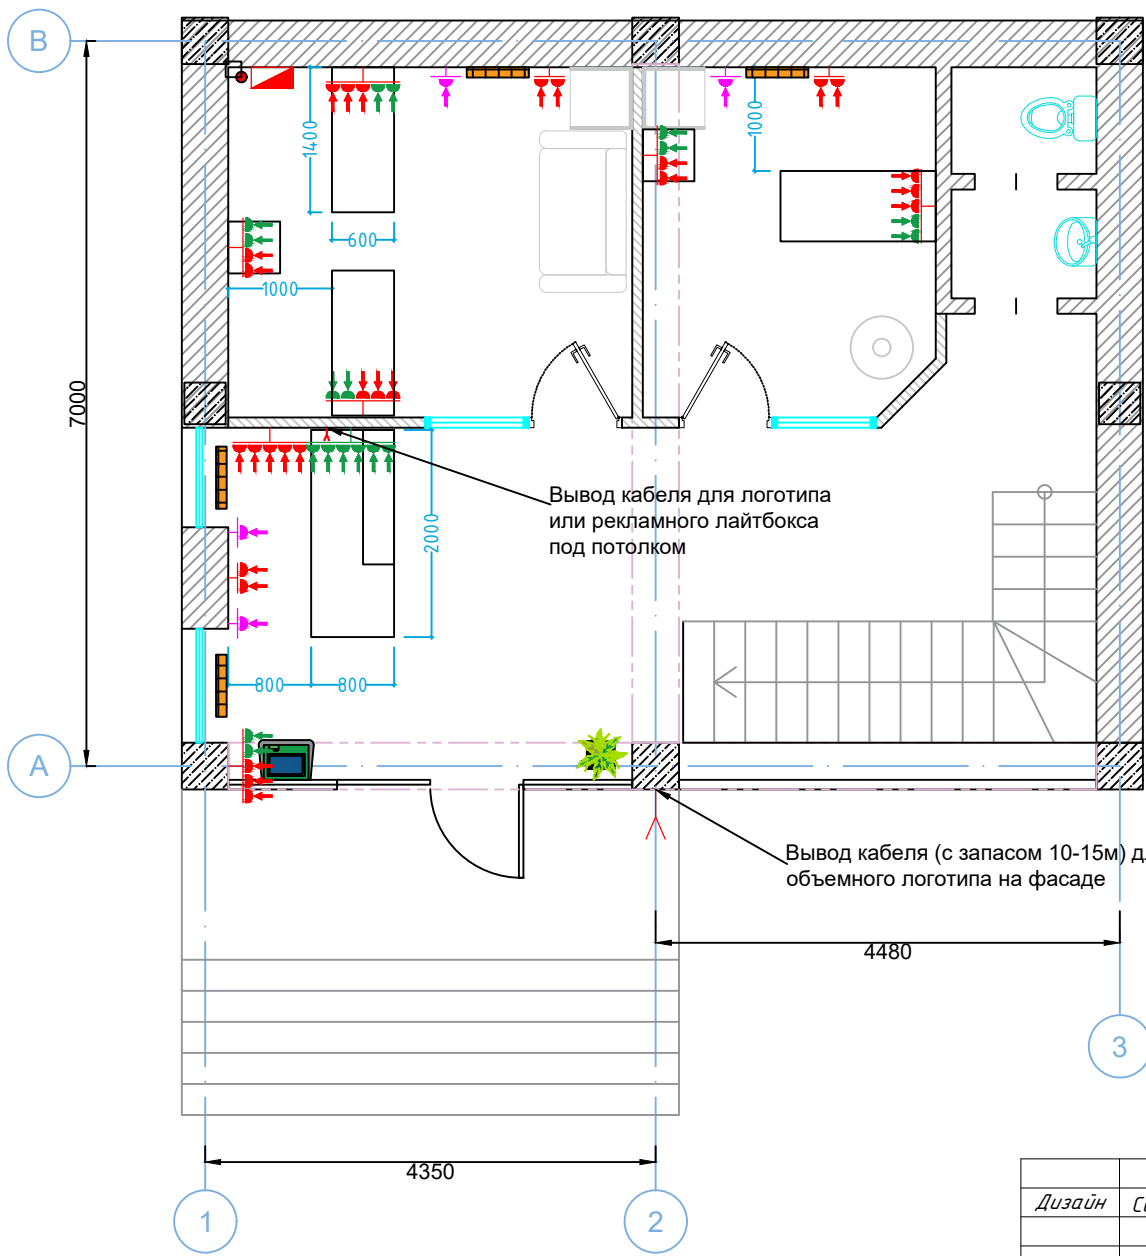 В
1400
1000
600
1000
7000
Вывод кабеля для логотипа
или рекламного лайтбокса
под потолком
2000
800
800
А
Вывод кабеля (с запасом 10-15м)
объемного логотипа на фасаде
4480
3
4350
1
2
Дизайн